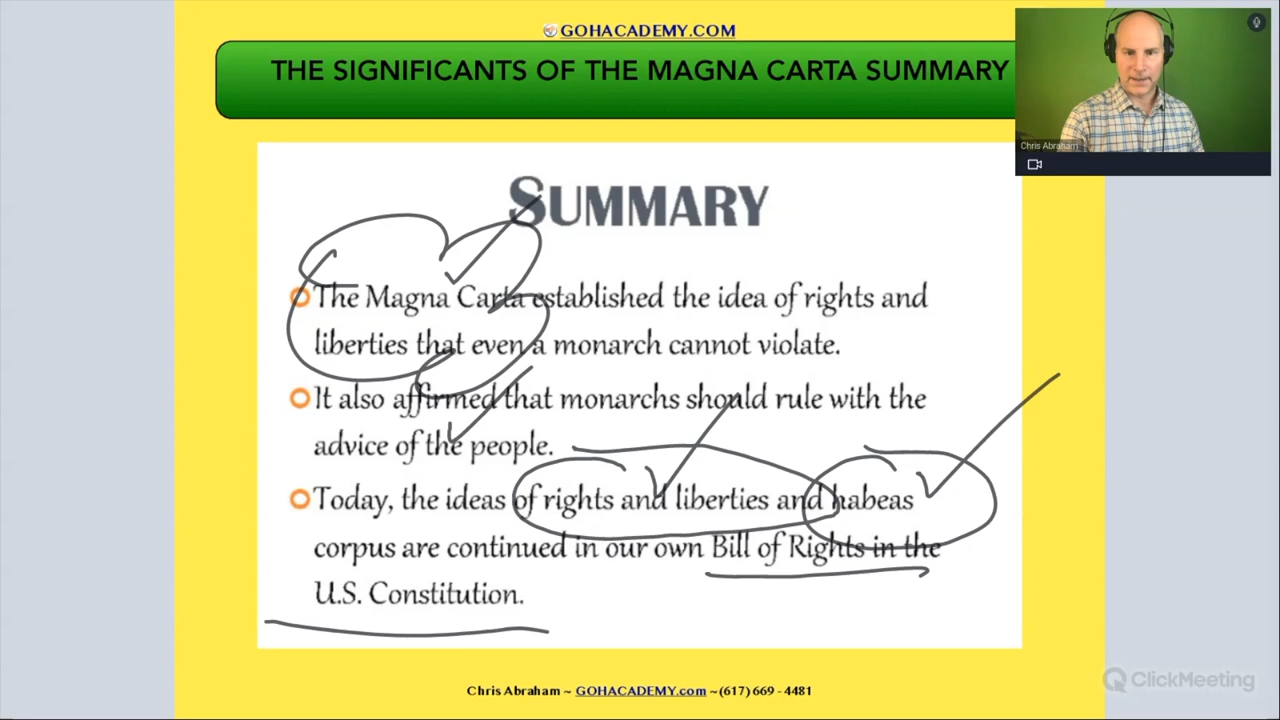 GOHACADEMY.COM
THE SIGNIFICANTS OF THE MAGNA CARTA SUMMARY
Chris Abraham
SUMMARY
The Magna Carta established the idea of rights and
liberties that even a monarch cannot violate.
It also affirmed that monarchs should rule with the
advice of the people.
Today, the ideas of rights and liberties and habeas
corpus are continued in our own Bill of Rights in the
U.S. Constitution.
ClickMeeting
Chris Abraham ~ GOHACADEMY.com ~(617) 669 - 4481